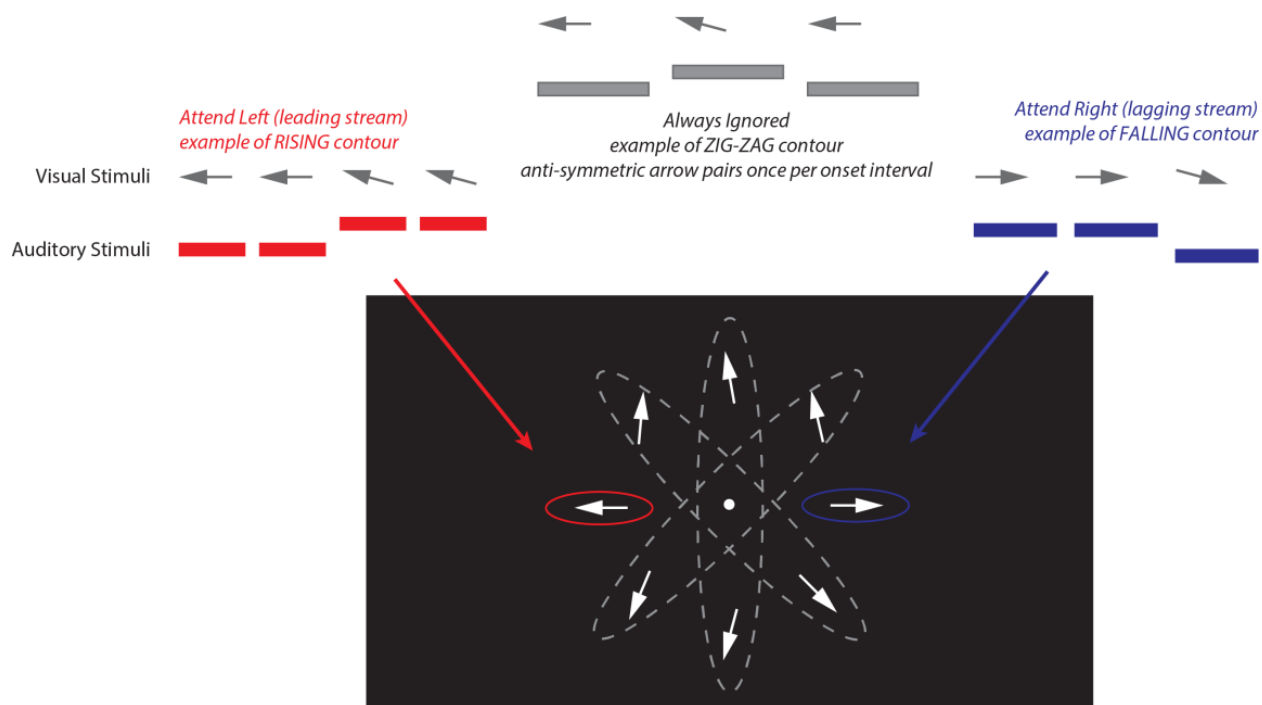 Attend Left (leading stream)
example of RISING contour
Always Ignored
example of ZIG-ZAG contour
anti-symmetric arrow pairs once per onset interval
Attend Right (lagging stream)
example of FALLING contour
Visual Stimuli
Auditory Stimuli